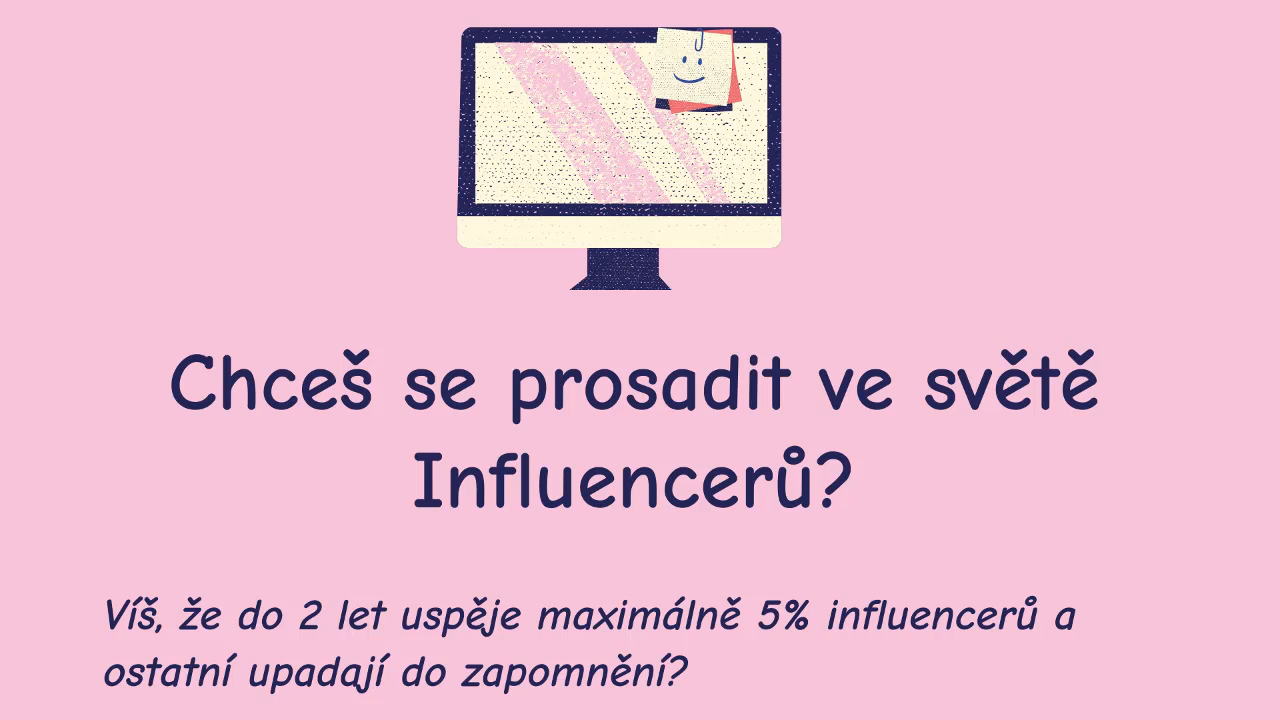 Chceš se prosadit ve světě
Influencerů?
Víš, že do 2 let uspěje maximálně 5% influencerů a
ostatní upadají do zapomnění?